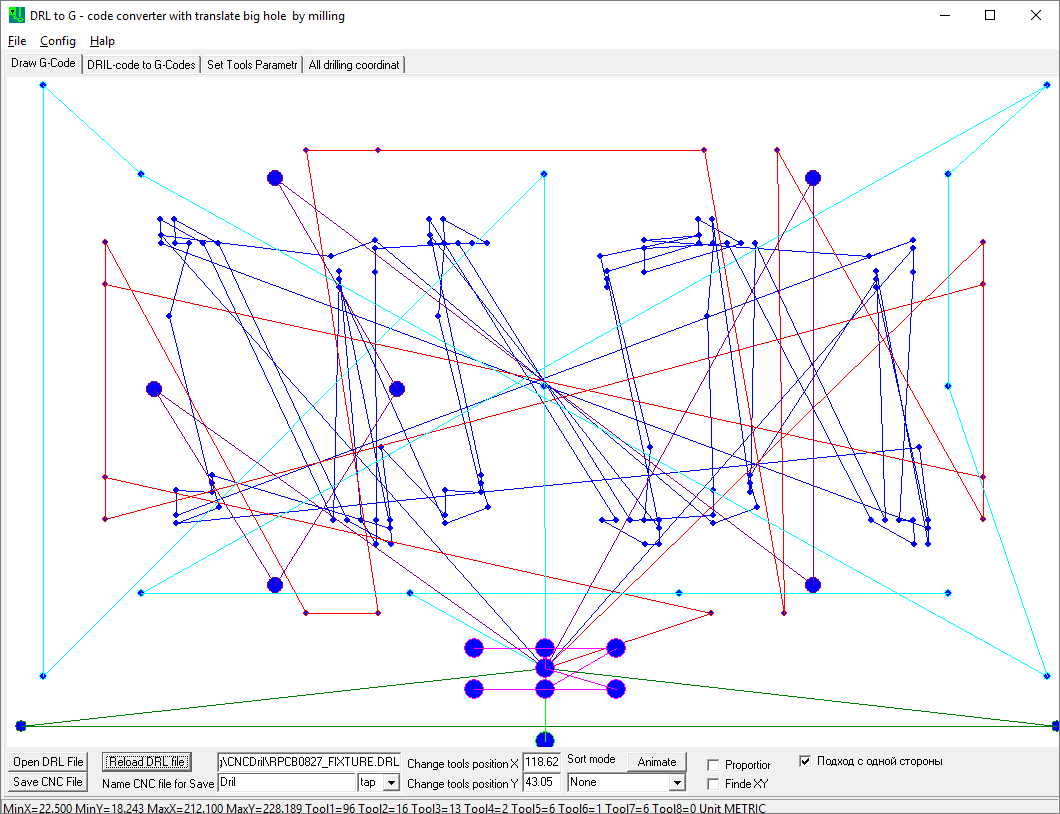 DRL to G - code converter with translate big hole by milling
File Config Halp
Draw G-Code DRIL-code to G-Codes Set Tools Parametr All drilling coordinat
Open DRL File Reload DRL file \CNCDril\RPCB0827_FIXTURE.DRL Change tools position X 118.62 Sort mode Animate Proportior Подход с одной стороны
Save CNC File Name CNC file for Save Dril tap Change tools position Y 43.05 None Finde XY
MinX=22,500 MinY=18,243 MaxX=212,100 MaxY=228,189 Tool1=96 Tool2=16 Tool3=13 Tool4=2 Tool5=6 Tool6=1 Tool7=6 Tool8=0 Unit METRIC